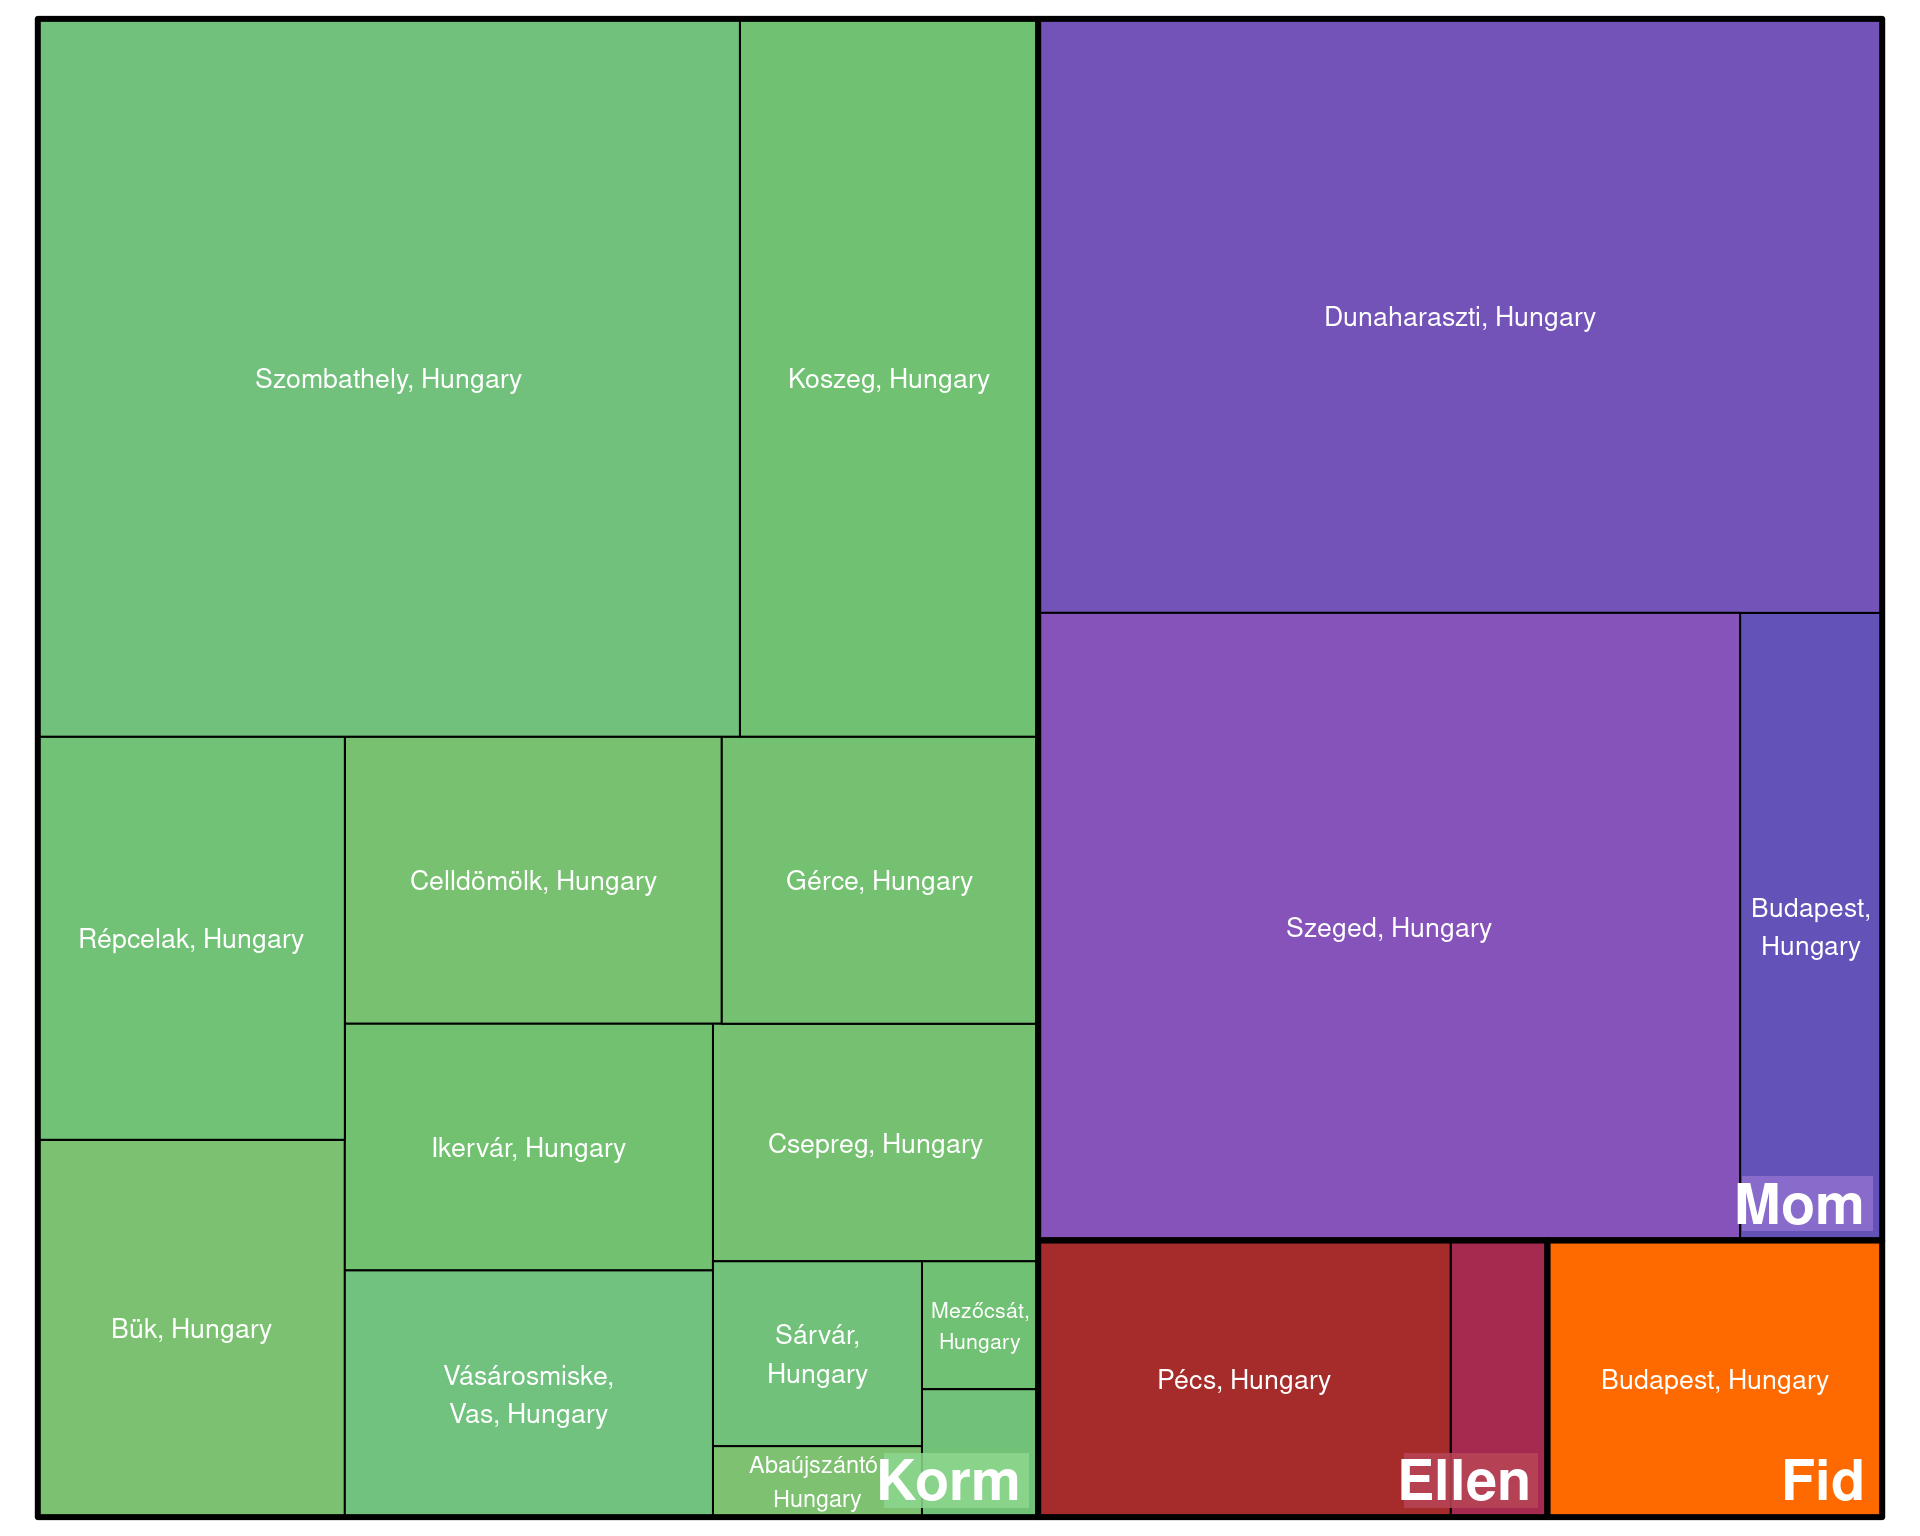 Szombathely, Hungary
Koszeg, Hungary
Dunaharaszti, Hungary
Répcelak, Hungary
Celldömölk, Hungary
Gérce, Hungary
Szeged, Hungary
Budapest,
Hungary
Ikervár, Hungary
Csepreg, Hungary
Mom
Bük, Hungary
Vásárosmiske,
Vas, Hungary
Sárvár,
Hungary
Mezőcsát,
Hungary
Abaújszántó
Hungary
Korm
Pécs, Hungary
Ellen
Budapest, Hungary
Fid